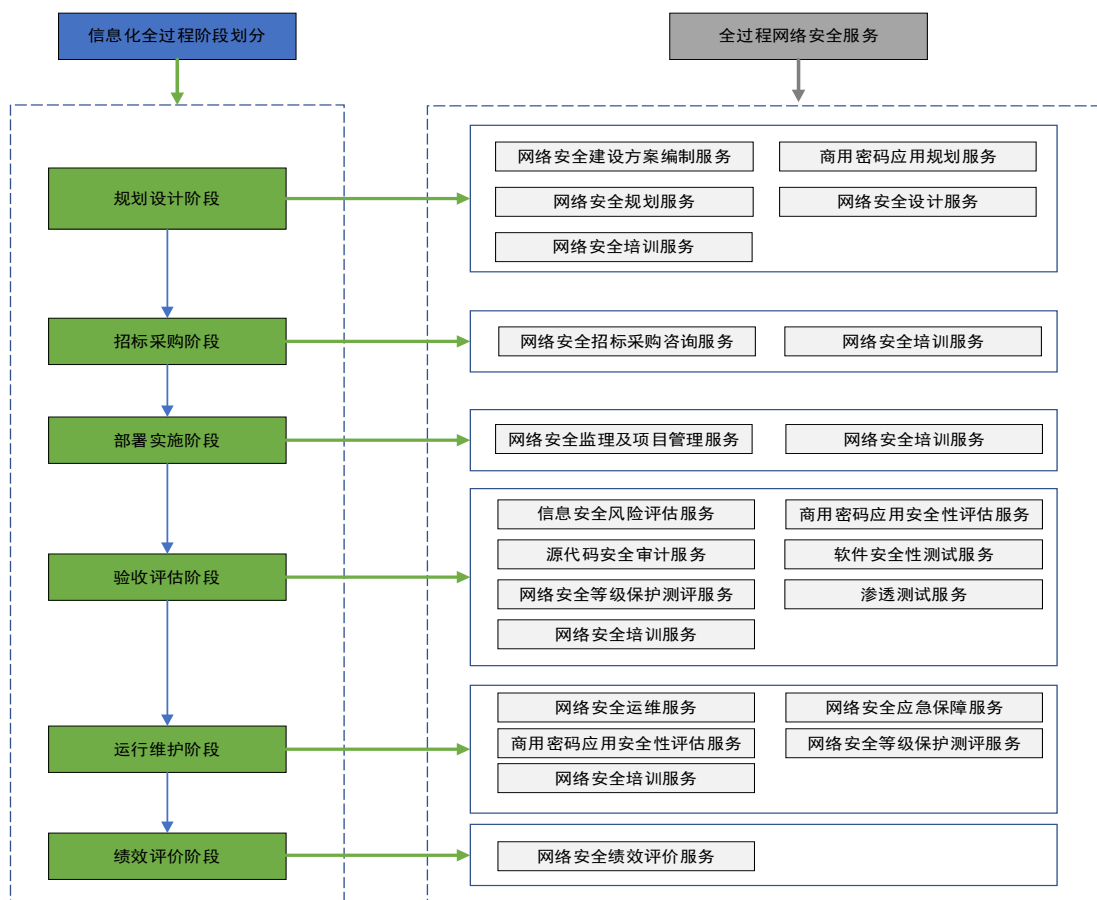 信息化全过程阶段划分
全过程网络安全服务
规划设计阶段
网络安全建设方案编制服务
商用密码应用规划服务
网络安全规划服务
网络安全设计服务
网络安全培训服务
招标采购阶段
网络安全招标采购咨询服务
网络安全培训服务
部署实施阶段
网络安全监理及项目管理服务
网络安全培训服务
验收评估阶段
信息安全风险评估服务
商用密码应用安全性评估服务
源代码安全审计服务
软件安全性测试服务
网络安全等级保护测评服务
渗透测试服务
网络安全培训服务
运行维护阶段
网络安全运维服务
网络安全应急保障服务
商用密码应用安全性评估服务
网络安全等级保护测评服务
网络安全培训服务
绩效评价阶段
网络安全绩效评价服务